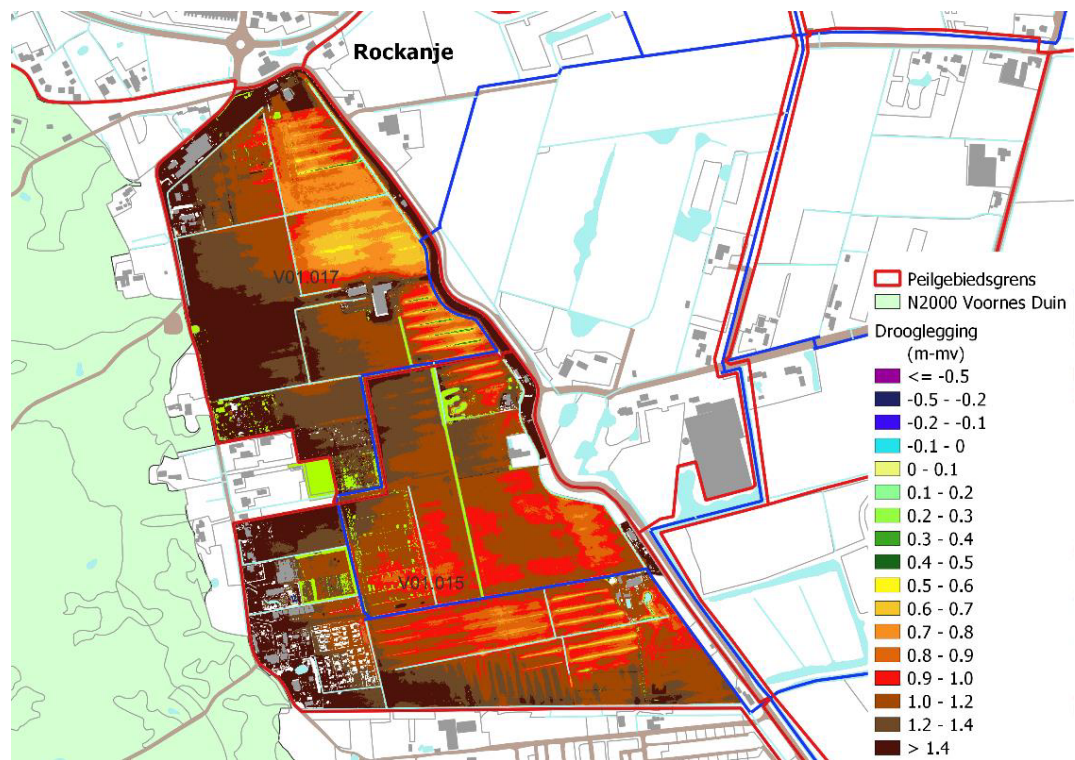 Rockanje
V01.017
V01.015
Peilgebiedsgrens
N2000 Voornes Duin
Drooglegging
(m-mv)
<= -0.5
-0.5 - -0.2
-0.2 - -0.1
-0.1 - 0
0 - 0.1
0.1 - 0.2
0.2 - 0.3
0.3 - 0.4
0.4 - 0.5
0.5 - 0.6
0.6 - 0.7
0.7 - 0.8
0.8 - 0.9
0.9 - 1.0
1.0 - 1.2
1.2 - 1.4
> 1.4